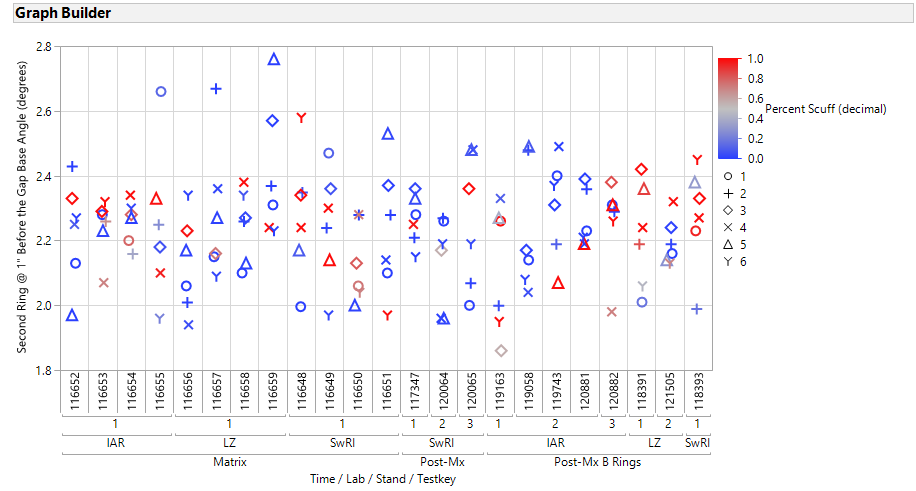 Graph Builder
Second Ring @ 1" Before the Gap Base Angle (degrees)
2.8
2.6
2.4
2.2
2.0
1.8
116652 116653 116654 116655 116656 116657 116658 116659 116648 116649 116650 116651 117347 120064 120065 119163 119058 119743 120881 120882 118391 121505 118393
1 1 1 1 2 3 1 2 3 1 2 1
IAR LZ SwRI SwRI IAR LZ SwRI
Matrix Post-Mx Post-Mx B Rings
Time / Lab / Stand / Testkey
1.0
0.8
0.6
0.4
0.2
0.0
Percent Scuff (decimal)
1
2
3
4
5
6